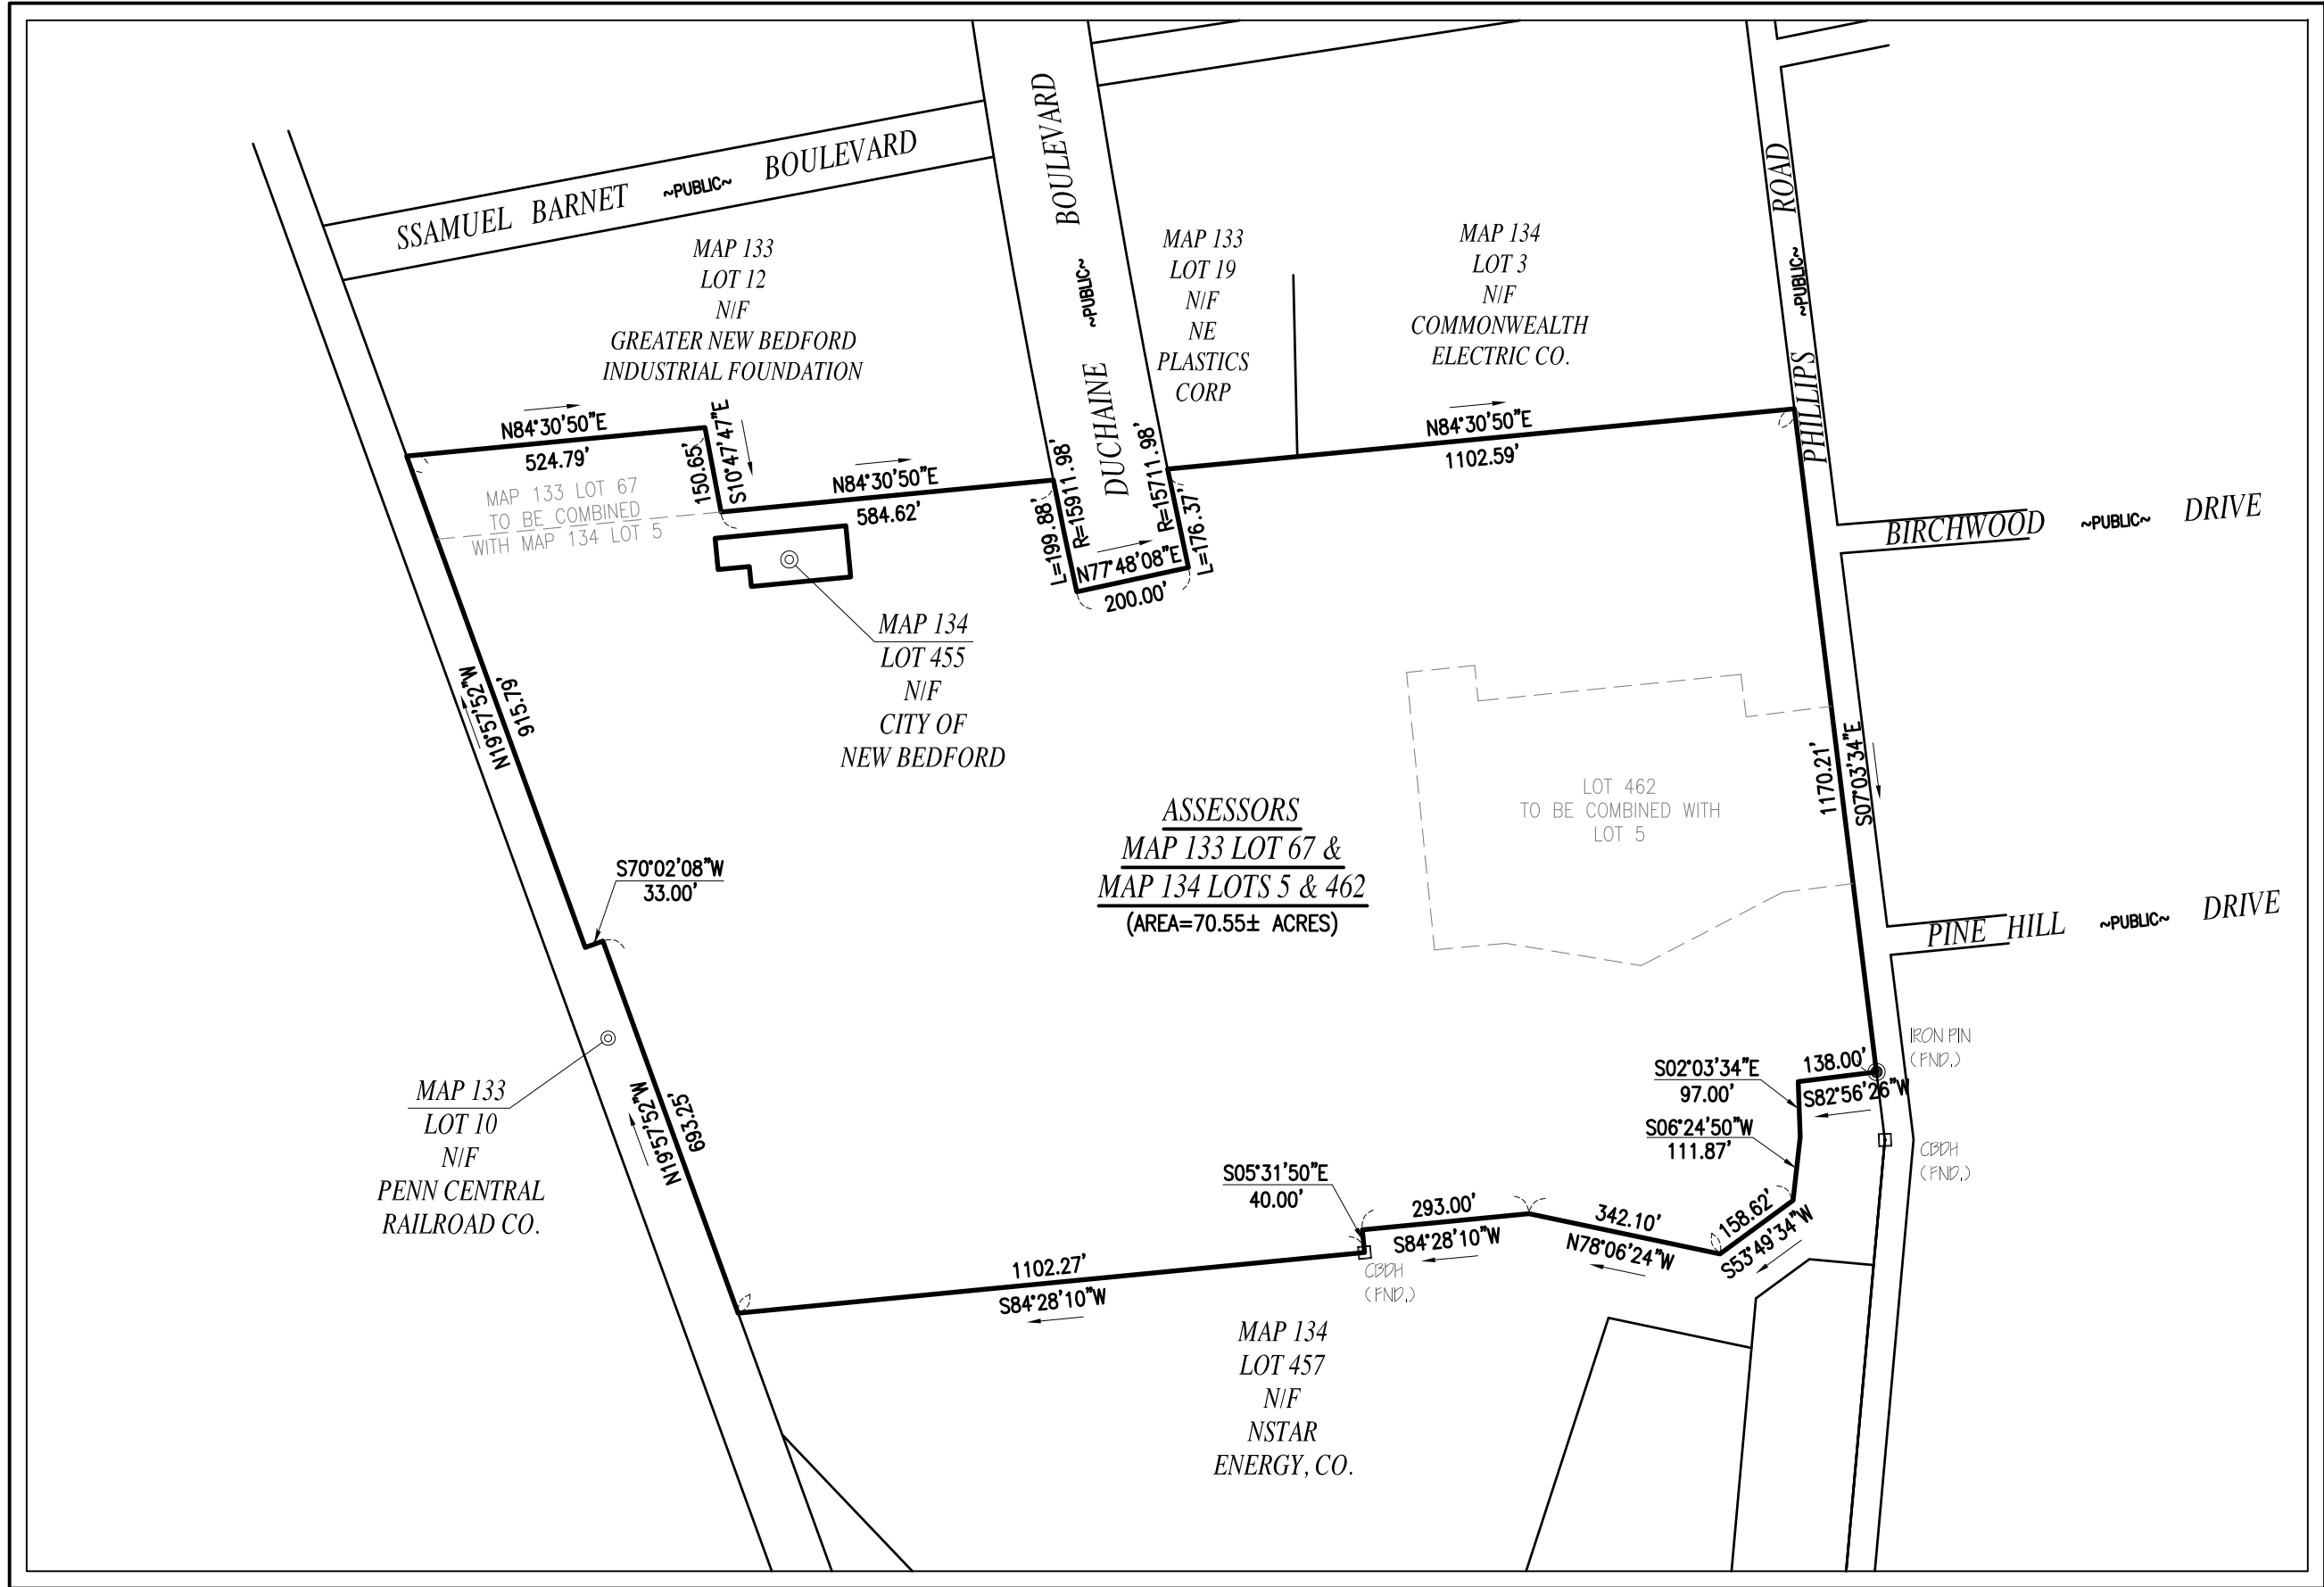 SSAMUEL BARNET ~PUBLIC~ BOULEVARD
DUCHAINE ~PUBLIC~ BOULEVARD
PHILLIPS ~PUBLIC~ ROAD
MAP 133
LOT 12
N/F
GREATER NEW BEDFORD
INDUSTRIAL FOUNDATION
MAP 133
LOT 19
N/F
NE
PLASTICS
CORP
MAP 134
LOT 3
N/F
COMMONWEALTH
ELECTRIC CO.
N84°30'50"E
524.79'
150.65'
S10°47'47"E
N84°30'50"E
584.62'
L=199.88'
R=15911.98'
N77°48'08"E
200.00'
R=15711.98'
L=176.37'
N84°30'50"E
1102.59'
MAP 133 LOT 67
TO BE COMBINED
WITH MAP 134 LOT 5
BIRCHWOOD ~PUBLIC~ DRIVE
MAP 134
LOT 455
N/F
CITY OF
NEW BEDFORD
N19°57'52"W
915.79'
1170.21'
S07°03'34"E
LOT 462
TO BE COMBINED WITH
LOT 5
ASSESSORS
MAP 133 LOT 67 &
MAP 134 LOTS 5 & 462
(AREA=70.55± ACRES)
S70°02'08"W
33.00'
PINE HILL ~PUBLIC~ DRIVE
IRON PIN
(FND.)
138.00'
S82°56'26"W
S02°03'34"E
97.00'
S06°24'50"W
111.87'
CBDH
(FND.)
MAP 133
LOT 10
N/F
PENN CENTRAL
RAILROAD CO.
N19°57'52"W
693.25'
S05°31'50"E
40.00'
293.00'
S84°28'10"W
342.10'
N78°06'24"W
158.62'
S53°49'34"W
1102.27'
S84°28'10"W
CBDH
(FND.)
MAP 134
LOT 457
N/F
NSTAR
ENERGY, CO.